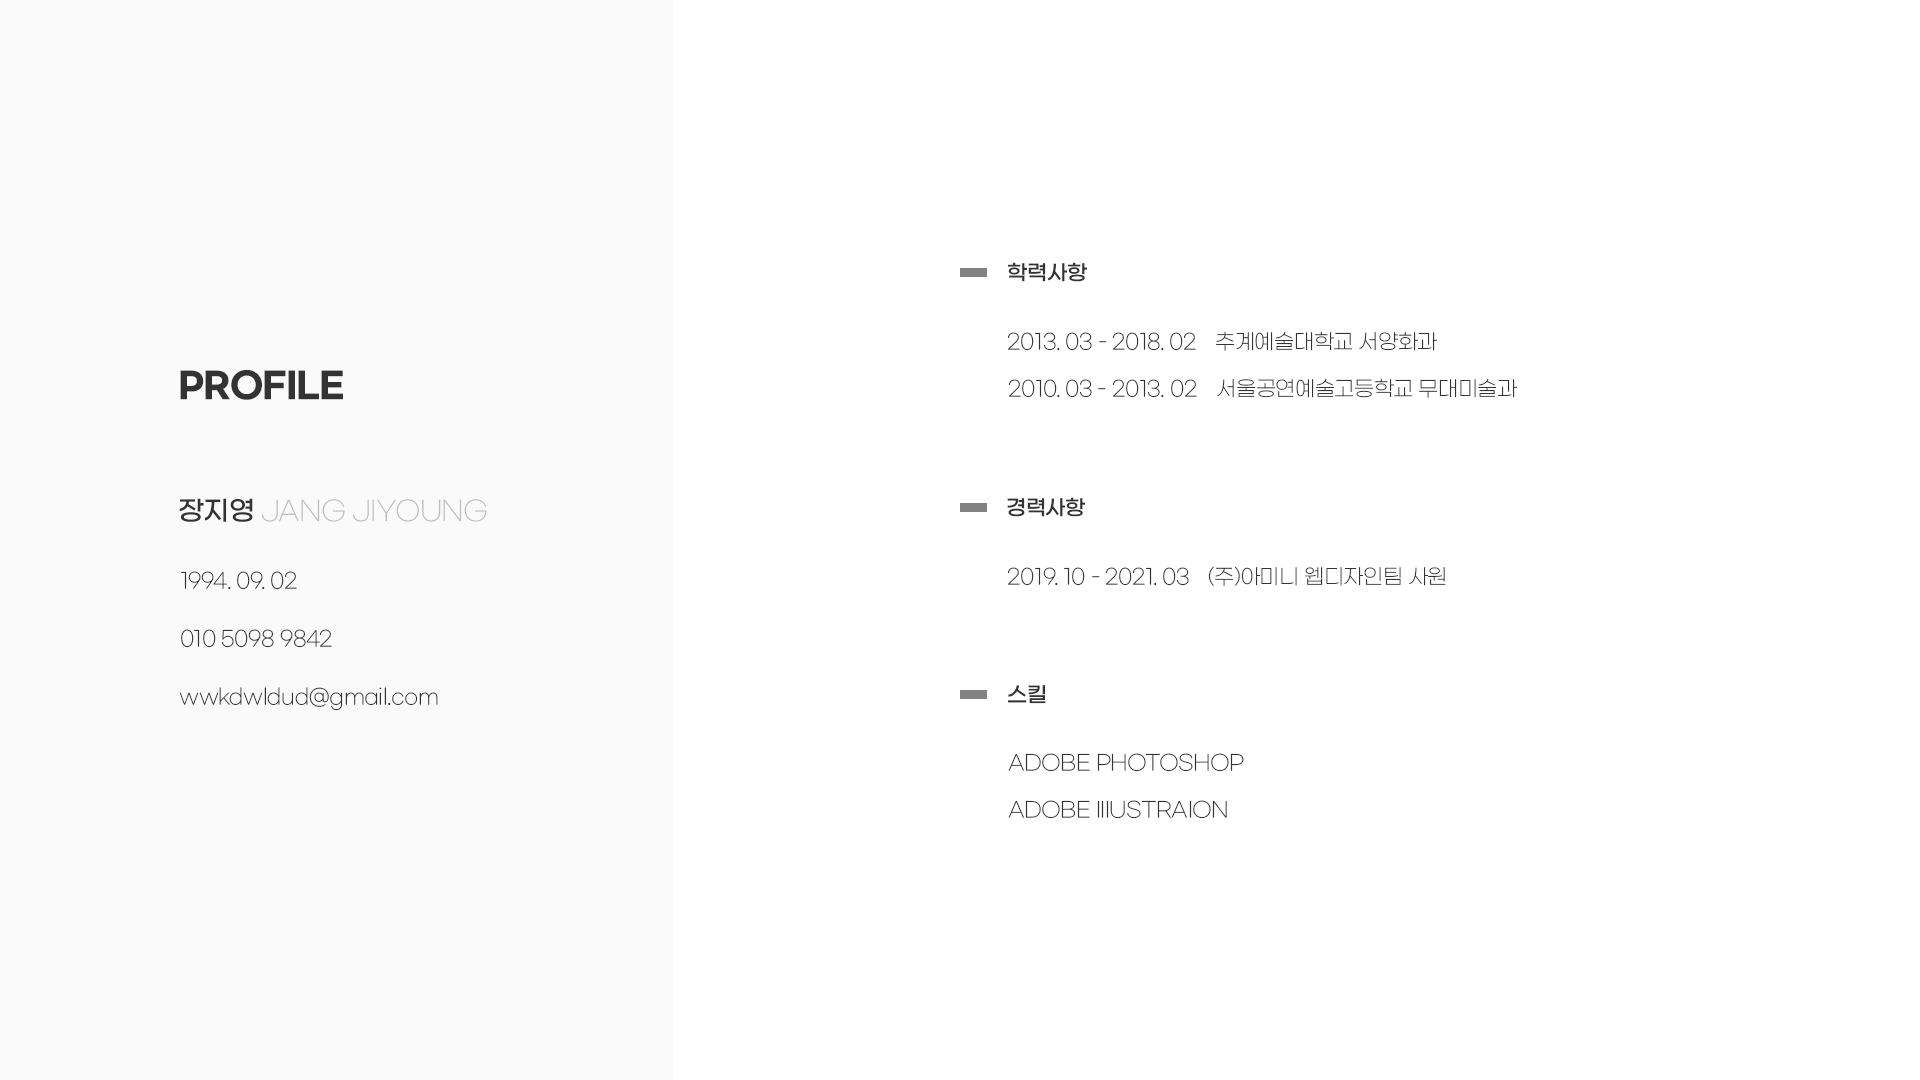 PROFILE
장지영 JANG JIYOUNG
1994. 09. 02
010 5098 9842
wwkdwldud@gmail.com
학력사항
2013. 03 - 2018. 02 추계예술대학교 서양화과
2010. 03 - 2013. 02 서울공연예술고등학교 무대미술과
경력사항
2019. 10 - 2021. 03 (주)아미니 웹디자인팀 사원
스킬
ADOBE PHOTOSHOP
ADOBE IllUSTRAION